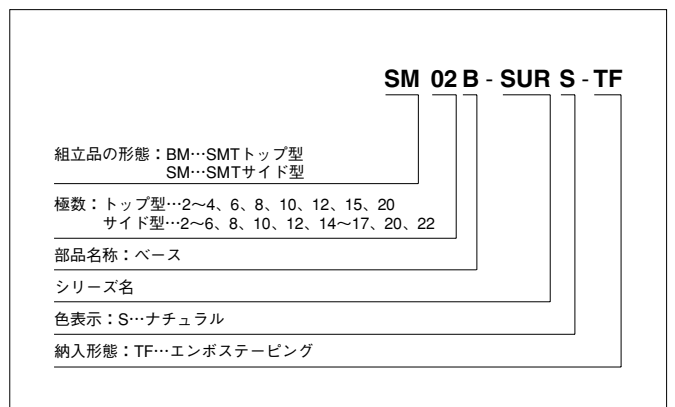 SM 02 B - SUR S - TF
組立品の形態：BM…SMTトップ型
SM…SMTサイド型
極数：トップ型…2〜4、6、8、10、12、15、20
サイド型…2〜6、8、10、12、14〜17、20、22
部品名称：ベース
シリーズ名
色表示：S…ナチュラル
納入形態：TF…エンボステーピング